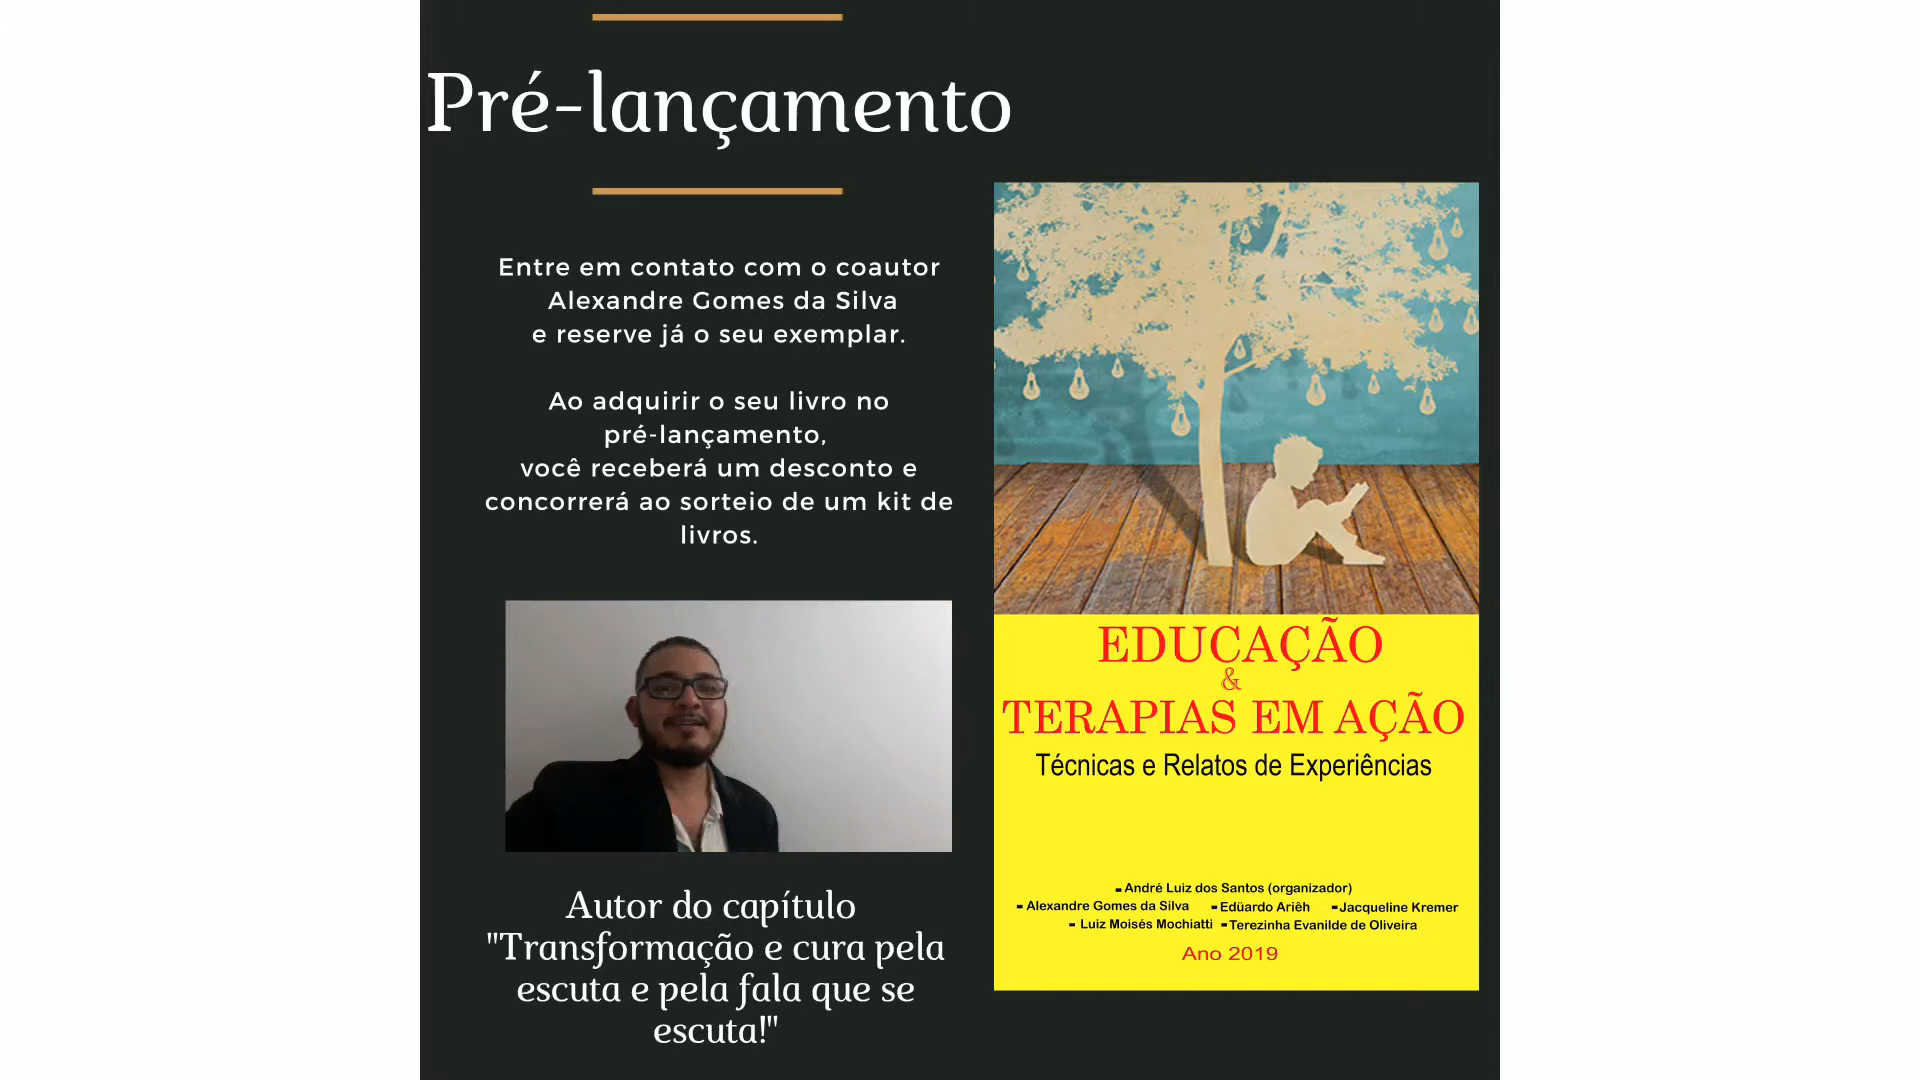 Pré-lançamento
Entre em contato com o coautor
Alexandre Gomes da Silva
e reserve já o seu exemplar.
Ao adquirir o seu livro no
pré-lançamento,
você receberá um desconto e
concorrerá ao sorteio de um kit de
livros.
Autor do capítulo
"Transformação e cura pela
escuta e pela fala que se
escuta!"
EDUCAÇÃO
&
TERAPIAS EM AÇÃO
Técnicas e Relatos de Experiências
- André Luiz dos Santos (organizador)
- Alexandre Gomes da Silva - Edüardo Ariêh - Jacqueline Kremer
- Luiz Moisés Mochiatti - Terezinha Evanilde de Oliveira
Ano 2019